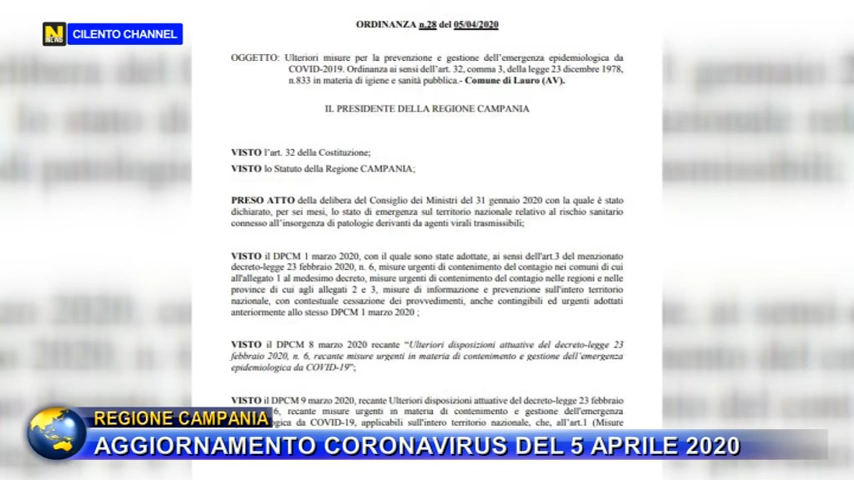 N
NEWS
CILENTO CHANNEL
ORDINANZA n.28 del 05/04/2020
OGGETTO: Ulteriori misure per la prevenzione e gestione dell'emergenza epidemiologica da
COVID-2019. Ordinanza ai sensi dell'art. 32, comma 3, della legge 23 dicembre 1978,
n.833 in materia di igiene e sanità pubblica.- Comune di Lauro (AV).
IL PRESIDENTE DELLA REGIONE CAMPANIA
VISTO l'art. 32 della Costituzione;
VISTO lo Statuto della Regione CAMPANIA;
PRESO ATTO della delibera del Consiglio dei Ministri del 31 gennaio 2020 con la quale è stato
dichiarato, per sei mesi, lo stato di emergenza sul territorio nazionale relativo al rischio sanitario
connesso all'insorgenza di patologie derivanti da agenti virali trasmissibili;
VISTO il DPCM 1 marzo 2020, con il quale sono state adottate, ai sensi dell'art.3 del menzionato
decreto-legge 23 febbraio 2020, n. 6, misure urgenti di contenimento del contagio nei comuni di cui
all'allegato 1 al medesimo decreto, misure urgenti di contenimento del contagio nelle regioni e nelle
province di cui agli allegati 2 e 3, misure di informazione e prevenzione sull'intero territorio
nazionale, con contestuale cessazione dei provvedimenti, anche contingibili ed urgenti adottati
anteriormente allo stesso DPCM 1 marzo 2020 ;
VISTO il DPCM 8 marzo 2020 recante “Ulteriori disposizioni attuative del decreto-legge 23
febbraio 2020, n. 6, recante misure urgenti in materia di contenimento e gestione dell'emergenza
epidemiologica da COVID-19”;
VISTO il DPCM 9 marzo 2020, recante Ulteriori disposizioni attuative del decreto-legge 23 febbraio
6, recante misure urgenti in materia di contenimento e gestione dell'emergenza
ogica da COVID-19, applicabili sull'intero territorio nazionale, che, all'art.1 (Misure
REGIONE CAMPANIA
AGGIORNAMENTO CORONAVIRUS DEL 5 APRILE 2020